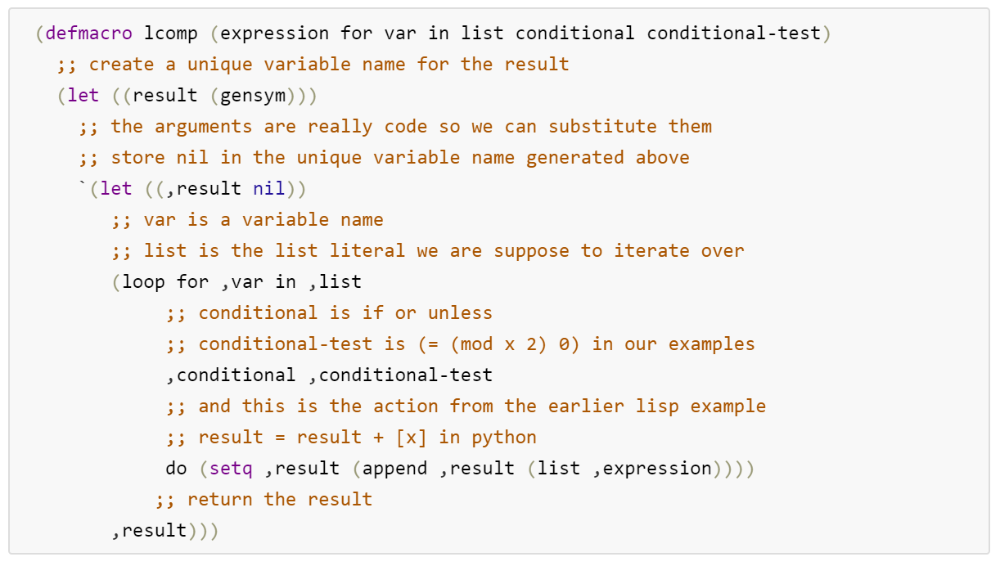 (defmacro lcomp (expression for var in list conditional conditional-test)
  ;; create a unique variable name for the result
  (let ((result (gensym)))
    ;; the arguments are really code so we can substitute them
    ;; store nil in the unique variable name generated above
    `(let ((,result nil))
       ;; var is a variable name
       ;; list is the list literal we are suppose to iterate over
       (loop for ,var in ,list
            ;; conditional is if or unless
            ;; conditional-test is (= (mod x 2) 0) in our examples
            ,conditional ,conditional-test
            ;; and this is the action from the earlier lisp example
            ;; result = result + [x] in python
            do (setq ,result (append ,result (list ,expression))))
           ;; return the result
       ,result)))